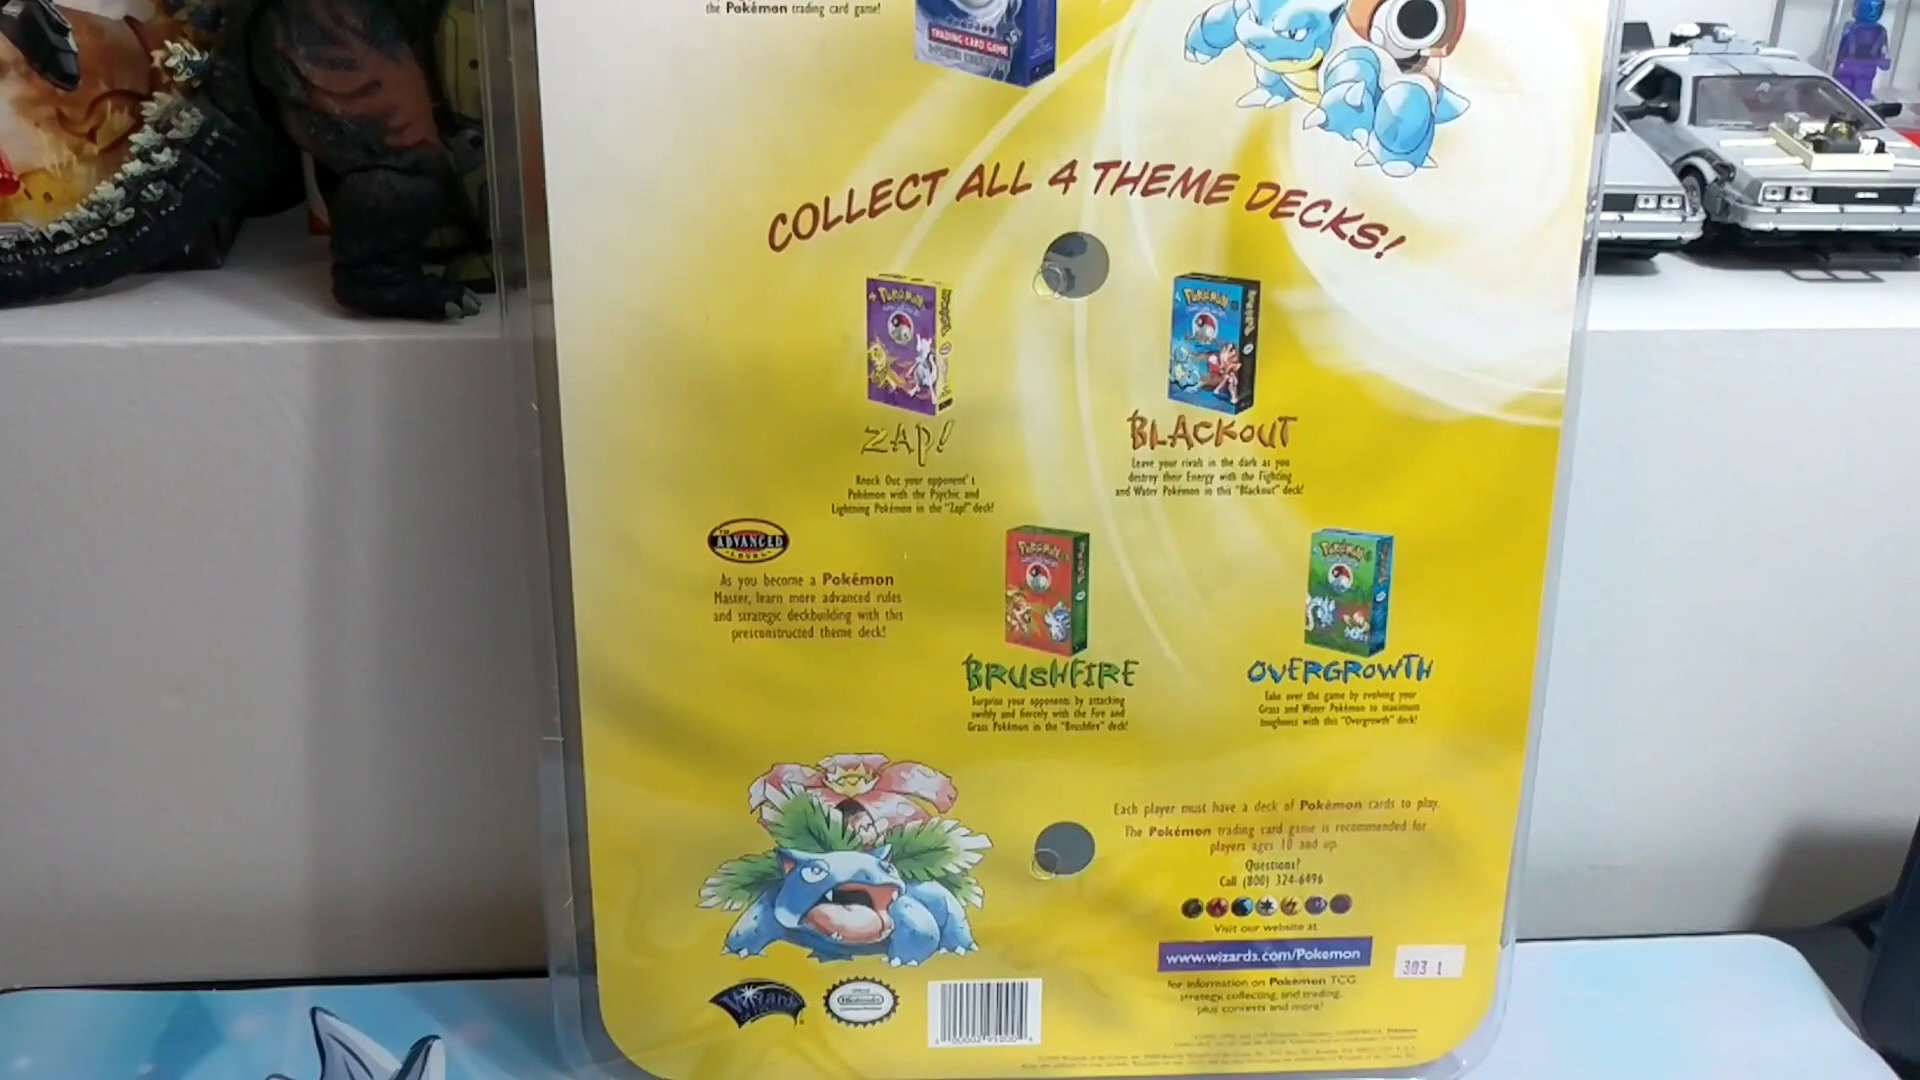 the Pokémon trading card game!
TRADING CARD GAME
COLLECT ALL 4 THEME DECKS!
ZAP!
Knock Out your opponent's
Pokémon with the Psychic and
Lightning Pokémon in the "Zap!" deck!
BLACKOUT
Leave your rivals in the dark as you
destroy their Energy with the Fighting
and Water Pokémon in this "Blackout" deck!
ADVANCED
LEVEL
As you become a Pokémon
Master, learn more advanced rules
and strategic deckbuilding with this
preconstructed theme deck!
BRUSHFIRE
Surprise your opponents by attacking
swiftly and fiercely with the Fire and
Grass Pokémon in the "Brushfire" deck!
OVERGROWTH
Take over the game by evolving your
Grass and Water Pokémon to maximum
toughness with this "Overgrowth" deck!
Each player must have a deck of Pokémon cards to play.
The Pokémon trading card game is recommended for
players ages 10 and up.
Questions?
Call (800) 324-6496
Visit our website at
www.wizards.com/Pokemon
for information on Pokémon TCG
strategy, collecting, and trading,
plus contests and more!
303 1
Wizards
Nintendo